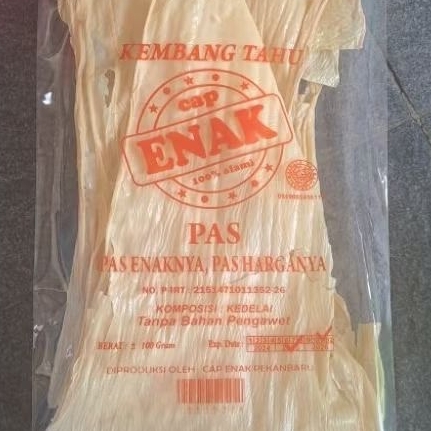 KEMBANG TAHU
cap
ENAK
100% alami
PAS
PAS ENAKNYA, PAS HARGANYA
NO. P-IRT : 2151471011352-26
KOMPOSISI : KEDELAI
Tanpa Bahan Pengawet
BERAT : ± 100 Gram Exp. Date :
DIPRODUKSI OLEH : CAP ENAK PEKANBARU